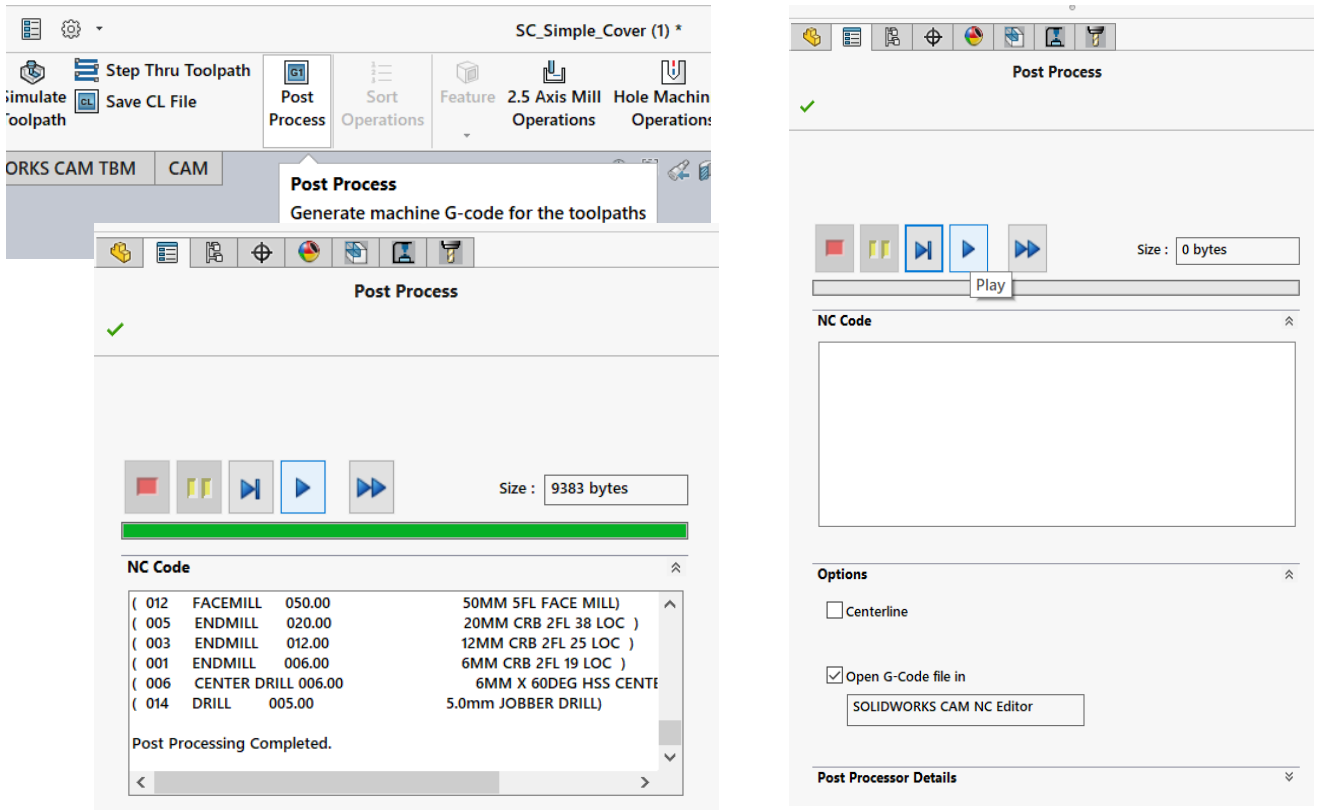 SC_Simple_Cover (1) *
Simulate Toolpath
Step Thru Toolpath
Save CL File
G1
CL
Post Process
Sort Operations
Feature
2.5 Axis Mill Operations
Hole Machin
Operations
ORKS CAM TBM
CAM
Post Process
Generate machine G-code for the toolpaths
Post Process
Size : 9383 bytes
NC Code
( 012 FACEMILL 050.00 50MM 5FL FACE MILL)
( 005 ENDMILL 020.00 20MM CRB 2FL 38 LOC )
( 003 ENDMILL 012.00 12MM CRB 2FL 25 LOC )
( 001 ENDMILL 006.00 6MM CRB 2FL 19 LOC )
( 006 CENTER DRILL 006.00 6MM X 60DEG HSS CENTE
( 014 DRILL 005.00 5.0mm JOBBER DRILL)
Post Processing Completed.
Post Process
Size : 0 bytes
Play
NC Code
Options
Centerline
Open G-Code file in
SOLIDWORKS CAM NC Editor
Post Processor Details